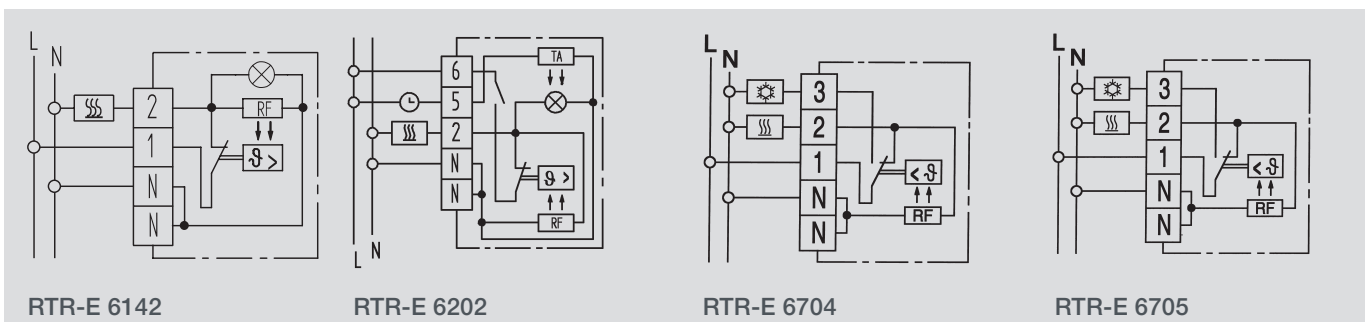 L
N
2
1
N
N
RF
ϑ >
RTR-E 6142
6
5
2
N
N
TA
ϑ >
RF
L
N
RTR-E 6202
L
N
3
2
1
N
N
< ϑ
RF
RTR-E 6704
L
N
3
2
1
N
N
< ϑ
RF
RTR-E 6705